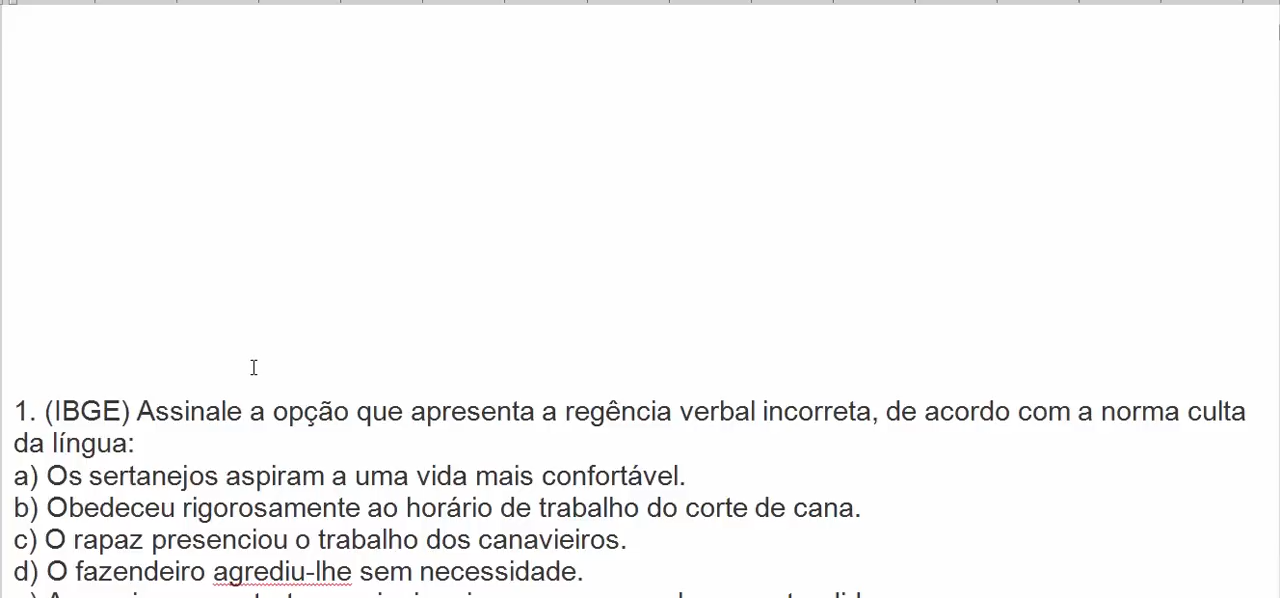 1. (IBGE) Assinale a opção que apresenta a regência verbal incorreta, de acordo com a norma culta
da língua:
a) Os sertanejos aspiram a uma vida mais confortável.
b) Obedeceu rigorosamente ao horário de trabalho do corte de cana.
c) O rapaz presenciou o trabalho dos canavieiros.
d) O fazendeiro agrediu-lhe sem necessidade.